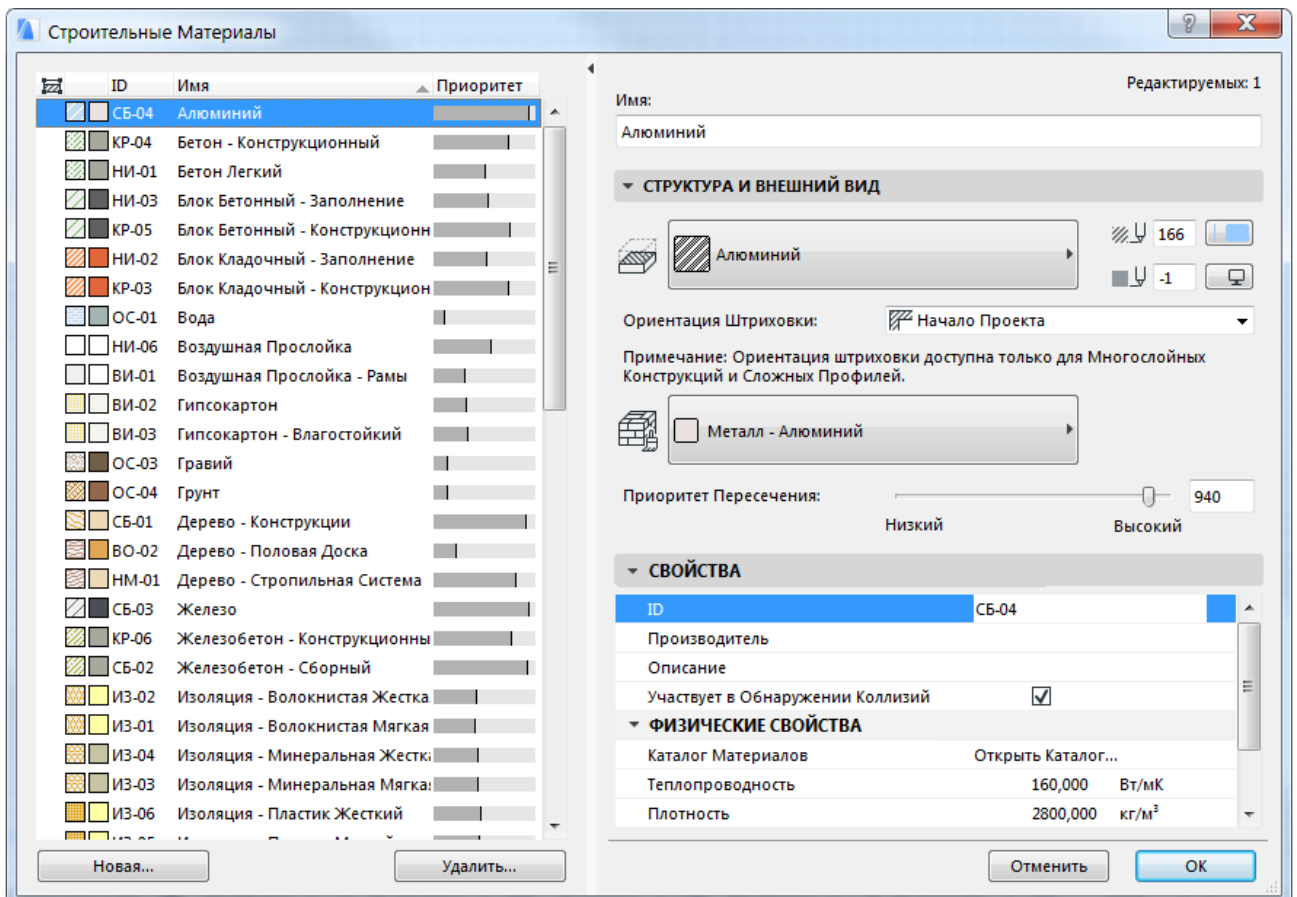 Строительные Материалы
?
X
ID Имя Приоритет
СБ-04 Алюминий
КР-04 Бетон - Конструкционный
НИ-01 Бетон Легкий
НИ-03 Блок Бетонный - Заполнение
КР-05 Блок Бетонный - Конструкционн
НИ-02 Блок Кладочный - Заполнение
КР-03 Блок Кладочный - Конструкцион
ОС-01 Вода
НИ-06 Воздушная Прослойка
ВИ-01 Воздушная Прослойка - Рамы
ВИ-02 Гипсокартон
ВИ-03 Гипсокартон - Влагостойкий
ОС-03 Гравий
ОС-04 Грунт
СБ-01 Дерево - Конструкции
ВО-02 Дерево - Половая Доска
НМ-01 Дерево - Стропильная Система
СБ-03 Железо
КР-06 Железобетон - Конструкционны
СБ-02 Железобетон - Сборный
ИЗ-02 Изоляция - Волокнистая Жестка
ИЗ-01 Изоляция - Волокнистая Мягкая
ИЗ-04 Изоляция - Минеральная Жестка
ИЗ-03 Изоляция - Минеральная Мягкая
ИЗ-06 Изоляция - Пластик Жесткий
Новая...
Удалить...
Редактируемых: 1
Имя:
Алюминий
СТРУКТУРА И ВНЕШНИЙ ВИД
Алюминий
166
-1
Ориентация Штриховки:
Начало Проекта
Примечание: Ориентация штриховки доступна только для Многослойных
Конструкций и Сложных Профилей.
Металл - Алюминий
Приоритет Пересечения:
940
Низкий
Высокий
СВОЙСТВА
ID СБ-04
Производитель
Описание
Участвует в Обнаружении Коллизий
ФИЗИЧЕСКИЕ СВОЙСТВА
Каталог Материалов Открыть Каталог...
Теплопроводность 160,000 Вт/мК
Плотность 2800,000 кг/м³
Отменить
OK